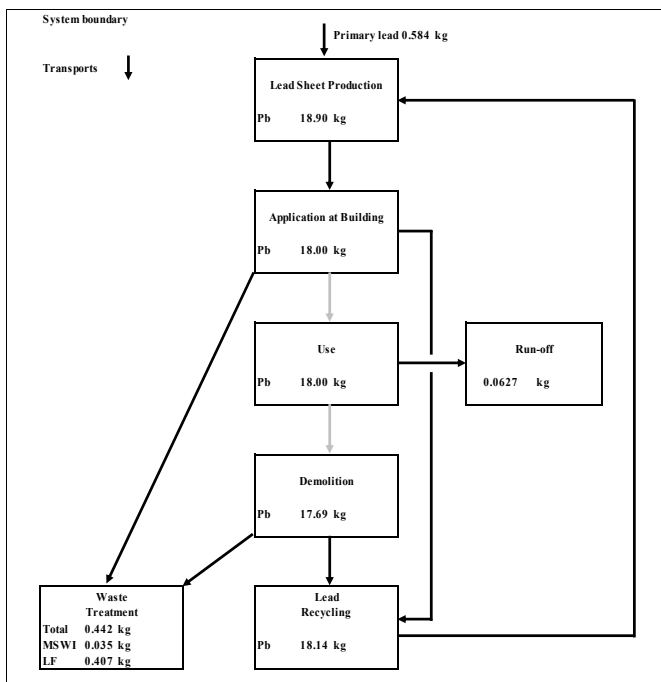 System boundary
Primary lead 0.584 kg
Transports
Lead Sheet Production
Pb 18.90 kg
Application at Building
Pb 18.00 kg
Use
Pb 18.00 kg
Run-off
0.0627 kg
Demolition
Pb 17.69 kg
Waste
Treatment
Total 0.442 kg
MSWI 0.035 kg
LF 0.407 kg
Lead
Recycling
Pb 18.14 kg